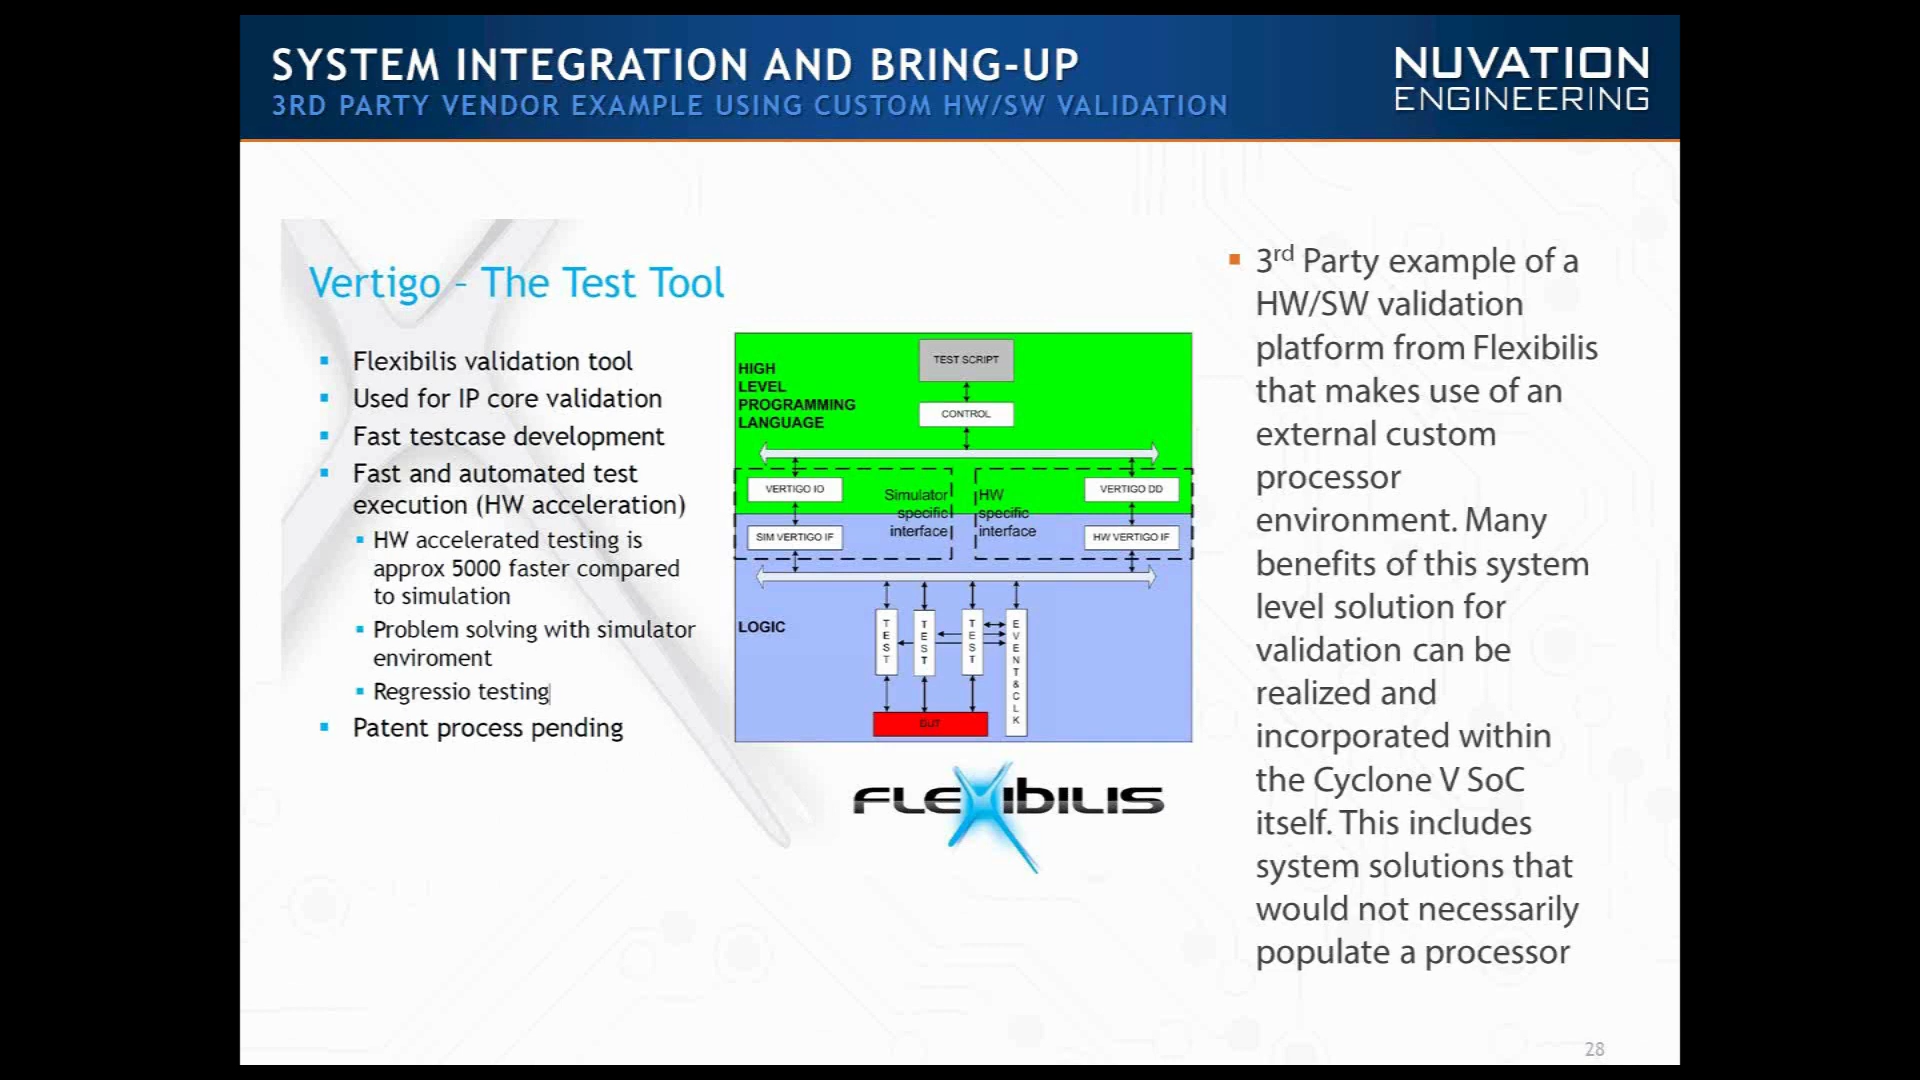 SYSTEM INTEGRATION AND BRING-UP
3RD PARTY VENDOR EXAMPLE USING CUSTOM HW/SW VALIDATION
NUVATION
ENGINEERING
Vertigo - The Test Tool
Flexibilis validation tool
Used for IP core validation
Fast testcase development
Fast and automated test
execution (HW acceleration)
HW accelerated testing is
approx 5000 faster compared
to simulation
Problem solving with simulator
enviroment
Regressio testing
Patent process pending
HIGH
LEVEL
PROGRAMMING
LANGUAGE
TEST SCRIPT
CONTROL
VERTIGO IO
Simulator
specific
interface
HW
specific
interface
VERTIGO DD
SIM VERTIGO IF
HW VERTIGO IF
LOGIC
TEST
TEST
TEST
EVENT&CLK
DUT
FLEXIBILIS
3rd Party example of a
HW/SW validation
platform from Flexibilis
that makes use of an
external custom
processor
environment. Many
benefits of this system
level solution for
validation can be
realized and
incorporated within
the Cyclone V SoC
itself. This includes
system solutions that
would not necessarily
populate a processor
28